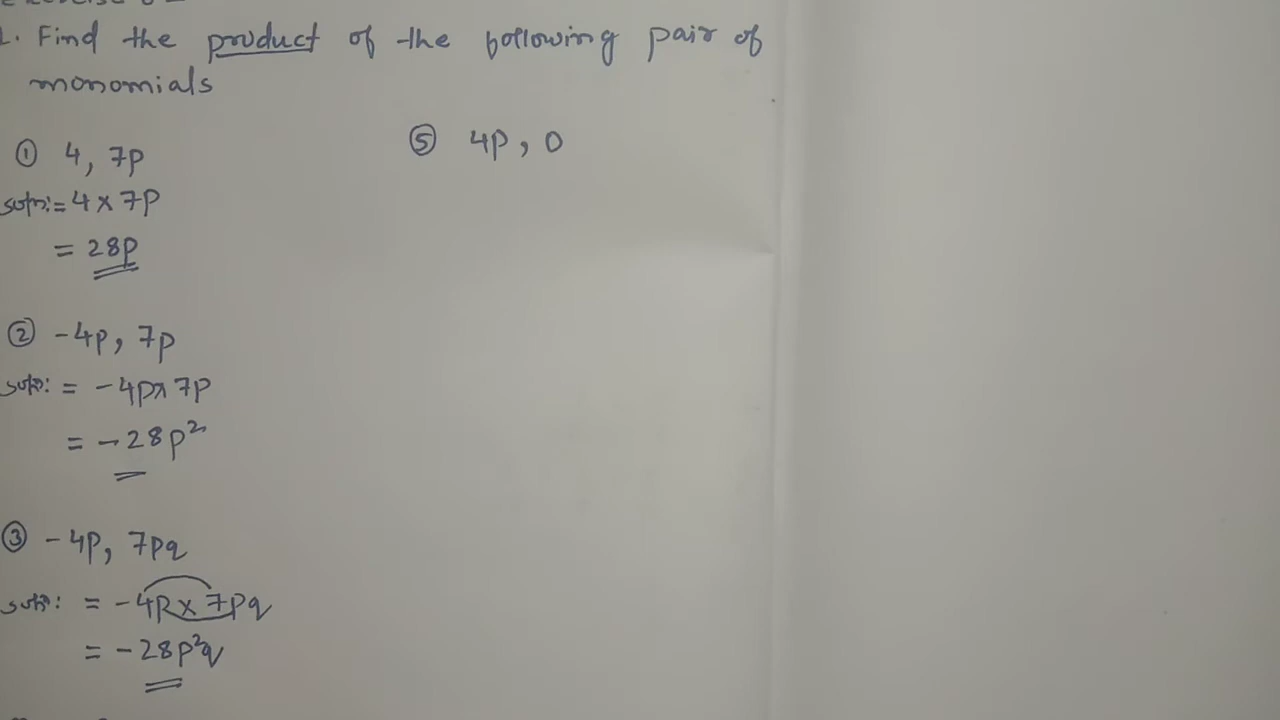 1. Find the product of the following pair of
monomials
① 4, 7p
soln: = 4 x 7p
= 28p
② -4p, 7p
soln: = -4p x 7p
= -28p²
③ -4p, 7pq
soln: = -4p x 7pq
= -28p²q
⑤ 4p, 0